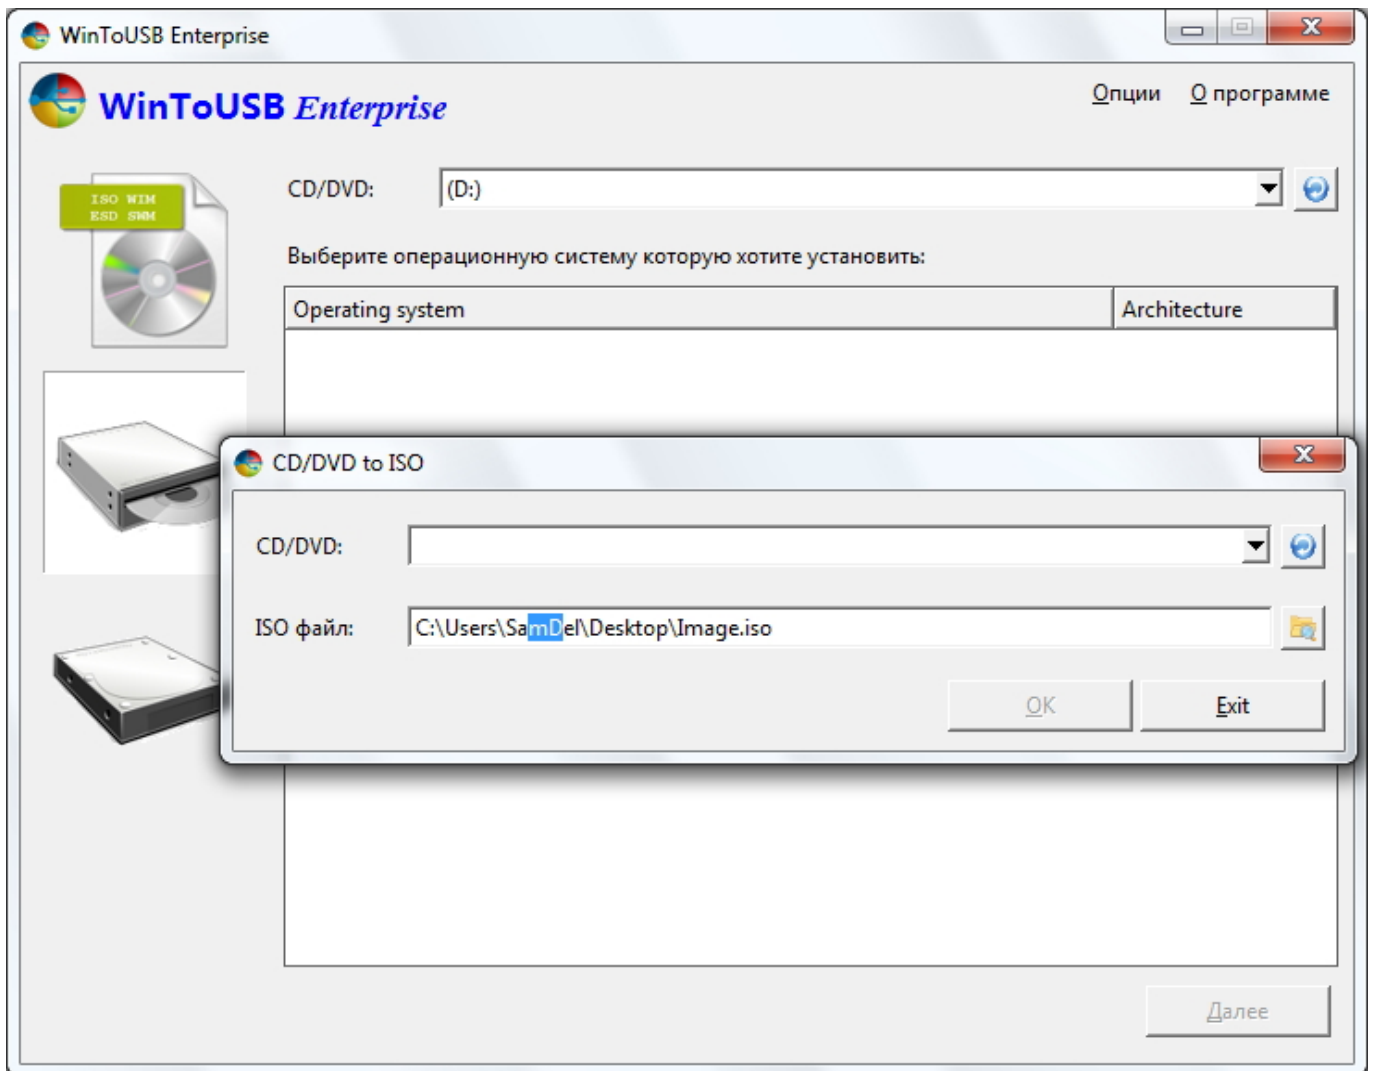 WinToUSB Enterprise
WinToUSB Enterprise
Опции О программе
ISO WIM
ESD SWM
CD/DVD: (D:)
Выберите операционную систему которую хотите установить:
Operating system Architecture
CD/DVD to ISO
CD/DVD:
ISO файл: C:\Users\SamDel\Desktop\Image.iso
OK Exit
Далее